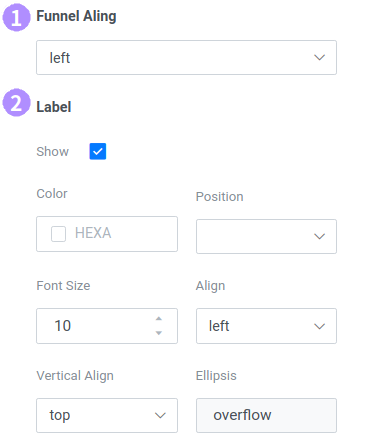 1 Funnel Aling
left
2 Label
Show
Color
Position
HEXA
Font Size
Align
10
left
Vertical Align
Ellipsis
top
overflow